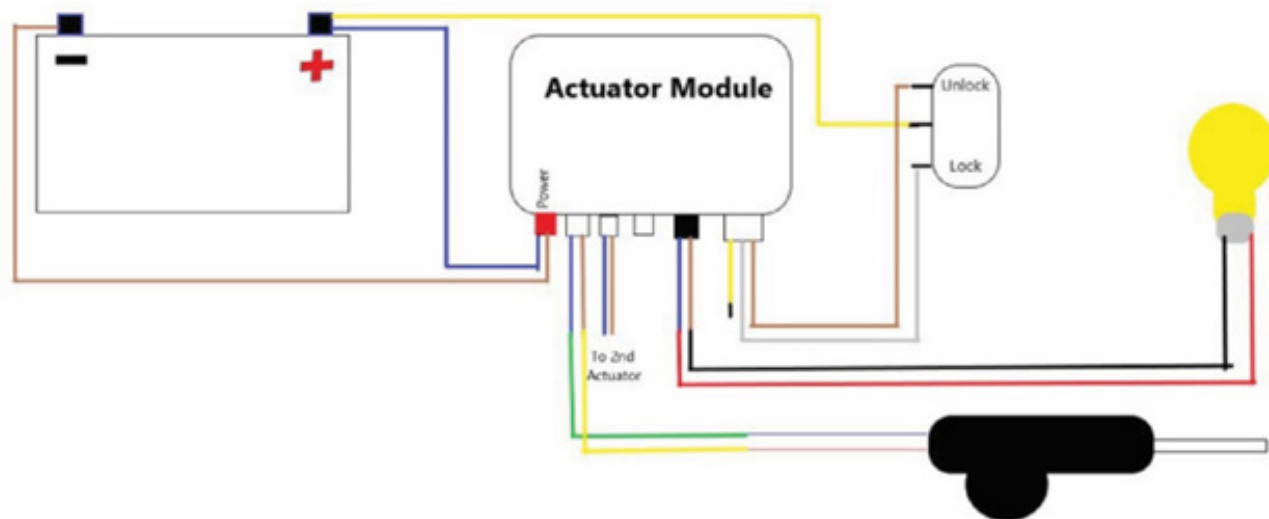 Actuator Module
Unlock
Lock
Power
To 2nd
Actuator